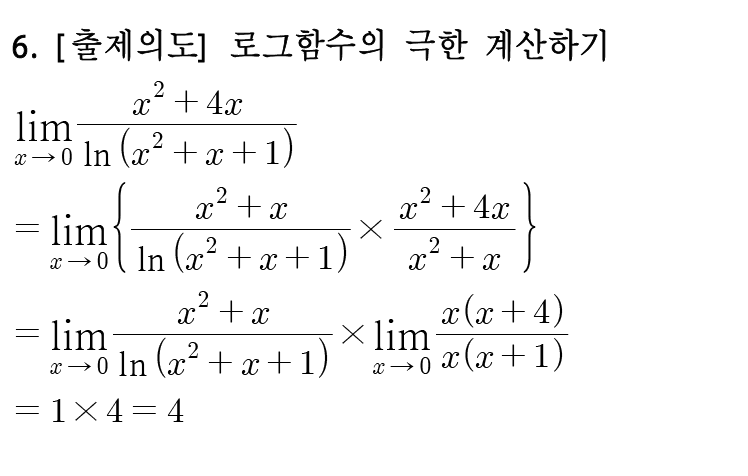 6. [출제의도] 로그함수의 극한 계산하기
$\lim_{x \to 0} \frac{x^2+4x}{\ln(x^2+x+1)}$
$= \lim_{x \to 0} \left\{ \frac{x^2+x}{\ln(x^2+x+1)} \times \frac{x^2+4x}{x^2+x} \right\}$
$= \lim_{x \to 0} \frac{x^2+x}{\ln(x^2+x+1)} \times \lim_{x \to 0} \frac{x(x+4)}{x(x+1)}$
$= 1 \times 4 = 4$